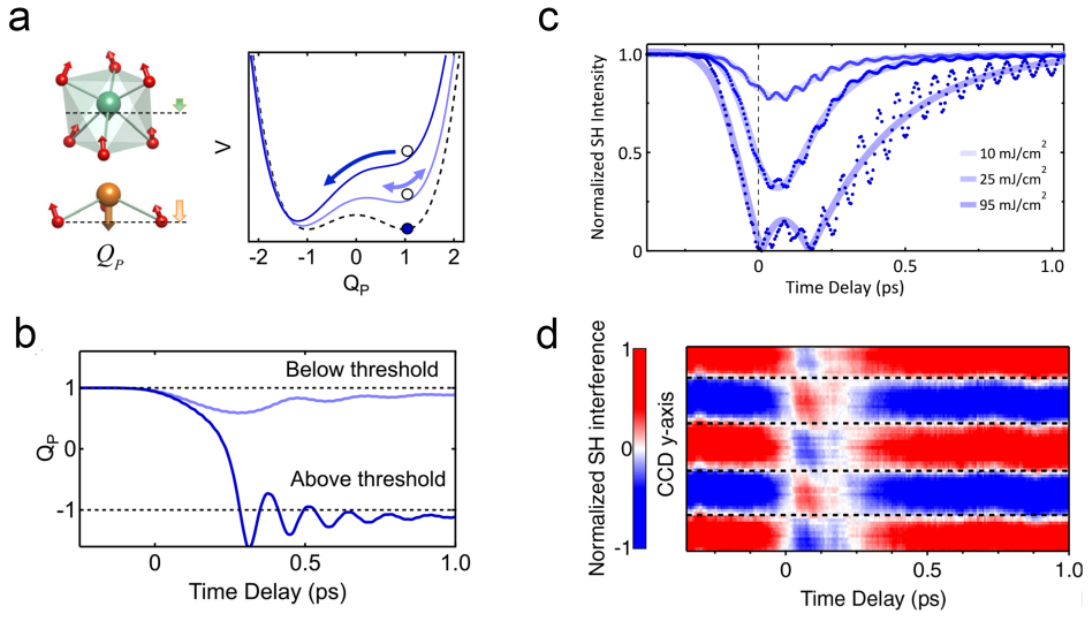 a
Q_P
V
-2 -1 0 1 2
Q_P
b
Below threshold
Above threshold
Q_P
1
0
-1
0 0.5 1.0
Time Delay (ps)
c
Normalized SH Intensity
1.0
0.5
0
10 mJ/cm²
25 mJ/cm²
95 mJ/cm²
0 0.5 1.0
Time Delay (ps)
d
Normalized SH interference
1
0
-1
CCD y-axis
0 0.5 1.0
Time Delay (ps)